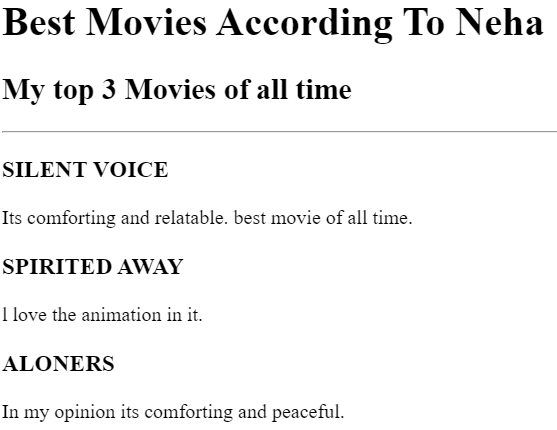 Best Movies According To Neha
My top 3 Movies of all time
SILENT VOICE
Its comforting and relatable. best movie of all time.
SPIRITED AWAY
l love the animation in it.
ALONERS
In my opinion its comforting and peaceful.